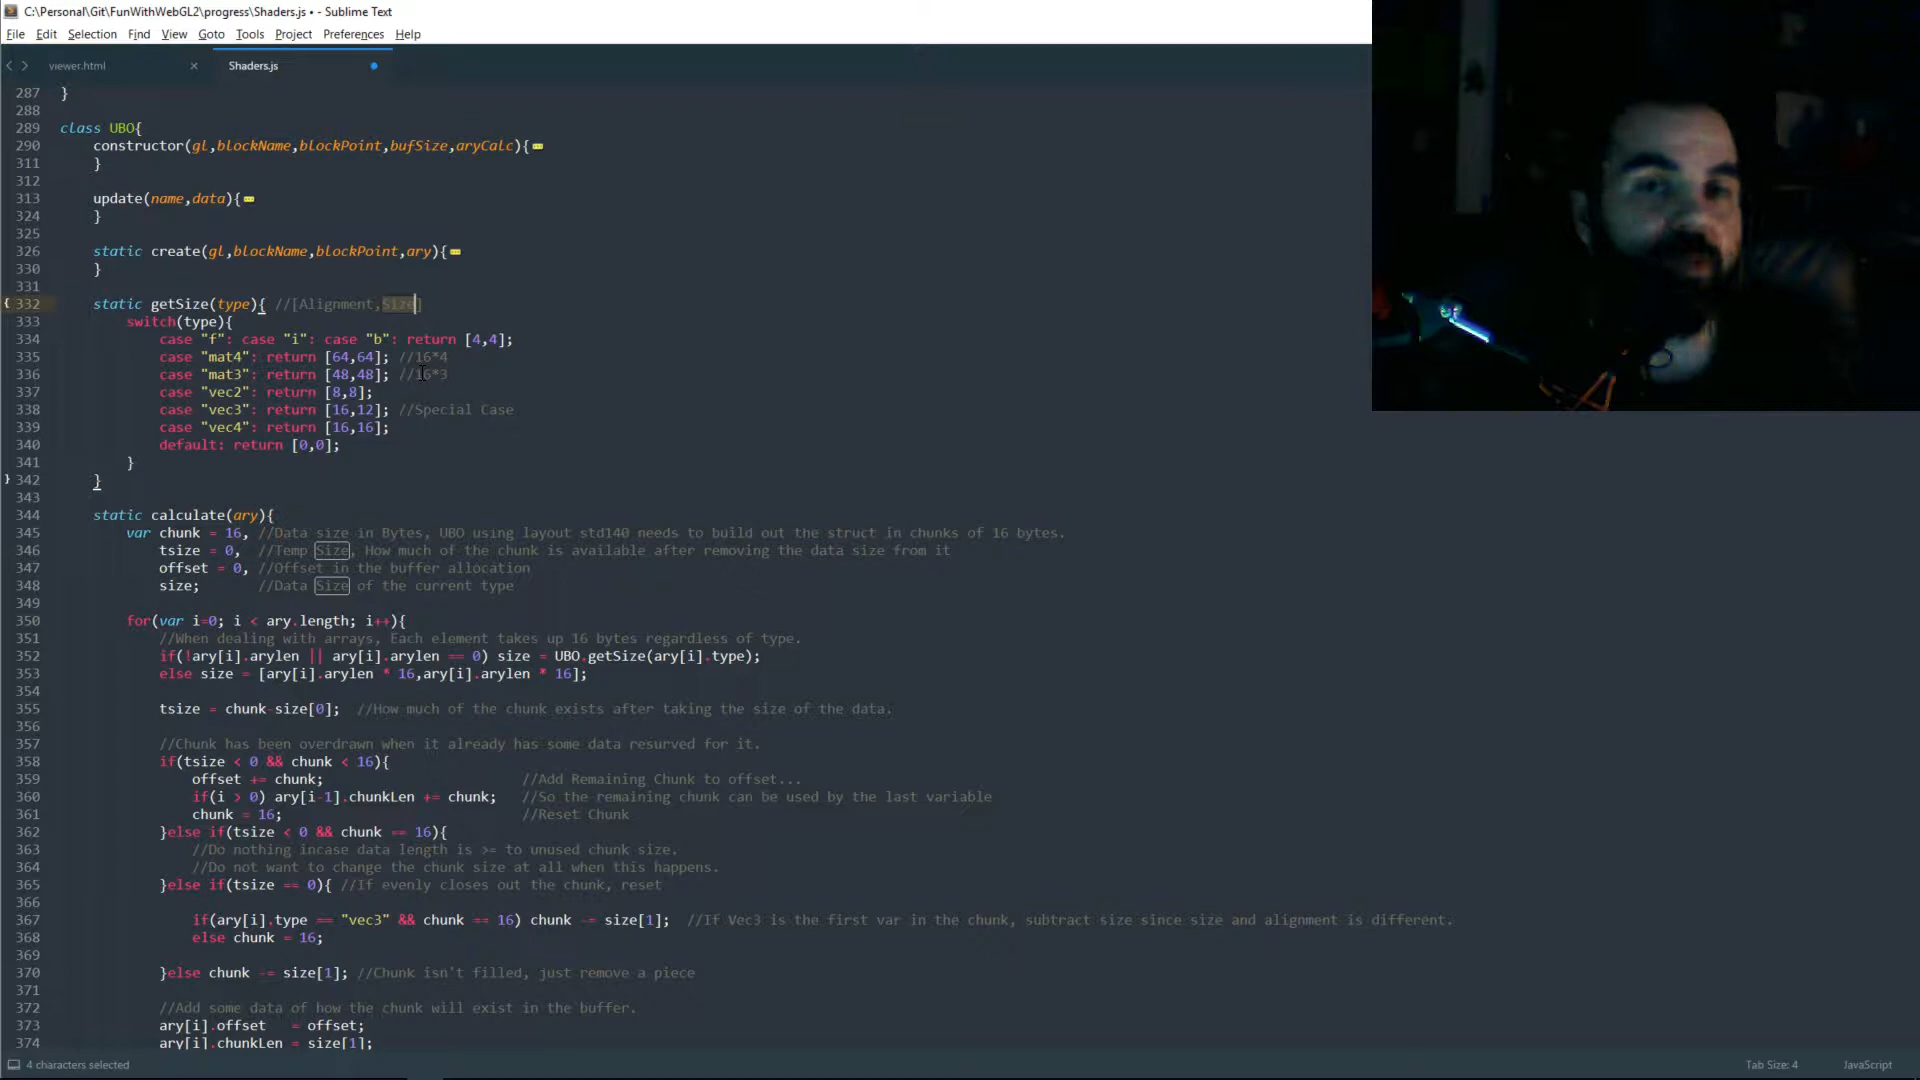 C:\Personal\Git\FunWithWebGL2\progress\Shaders.js • - Sublime Text
File Edit Selection Find View Goto Tools Project Preferences Help
viewer.html × Shaders.js
287 }
288
289 class UBO{
290 constructor(gl,blockName,blockPoint,bufSize,aryCalc){
311 }
312
313 update(name,data){
324 }
325
326 static create(gl,blockName,blockPoint,ary){
330 }
331
332 static getSize(type){ //[Alignment,Size]
333 switch(type){
334 case "f": case "i": case "b": return [4,4];
335 case "mat4": return [64,64]; //16*4
336 case "mat3": return [48,48]; //16*3
337 case "vec2": return [8,8];
338 case "vec3": return [16,12]; //Special Case
339 case "vec4": return [16,16];
340 default: return [0,0];
341 }
342 }
343
344 static calculate(ary){
345 var chunk = 16, //Data size in Bytes, UBO using layout std140 needs to build out the struct in chunks of 16 bytes.
346 tsize = 0, //Temp Size, How much of the chunk is available after removing the data size from it
347 offset = 0, //Offset in the buffer allocation
348 size; //Data Size of the current type
349
350 for(var i=0; i < ary.length; i++){
351 //When dealing with arrays, Each element takes up 16 bytes regardless of type.
352 if(!ary[i].arylen || ary[i].arylen == 0) size = UBO.getSize(ary[i].type);
353 else size = [ary[i].arylen * 16,ary[i].arylen * 16];
354
355 tsize = chunk-size[0]; //How much of the chunk exists after taking the size of the data.
356
357 //Chunk has been overdrawn when it already has some data resurved for it.
358 if(tsize < 0 && chunk < 16){
359 offset += chunk; //Add Remaining Chunk to offset...
360 if(i > 0) ary[i-1].chunkLen += chunk; //So the remaining chunk can be used by the last variable
361 chunk = 16; //Reset Chunk
362 }else if(tsize < 0 && chunk == 16){
363 //Do nothing incase data length is >= to unused chunk size.
364 //Do not want to change the chunk size at all when this happens.
365 }else if(tsize == 0){ //If evenly closes out the chunk, reset
366
367 if(ary[i].type == "vec3" && chunk == 16) chunk -= size[1]; //If Vec3 is the first var in the chunk, subtract size since size and alignment is different.
368 else chunk = 16;
369
370 }else chunk -= size[1]; //Chunk isn't filled, just remove a piece
371
372 //Add some data of how the chunk will exist in the buffer.
373 ary[i].offset = offset;
374 ary[i].chunkLen = size[1];
4 characters selected Tab Size: 4 JavaScript